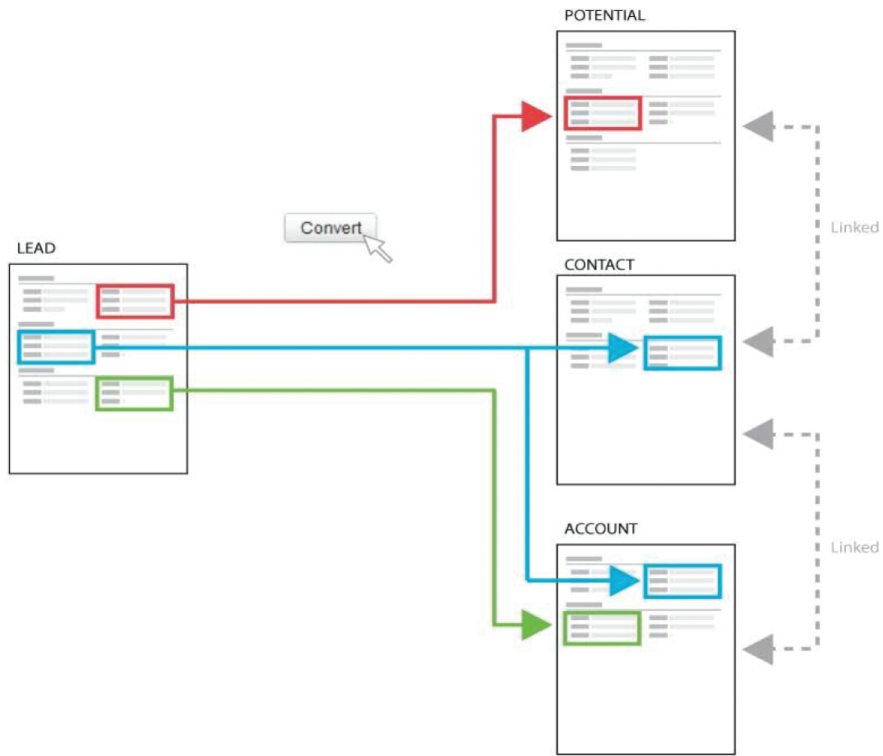 POTENTIAL
Linked
Convert
LEAD
CONTACT
ACCOUNT
Linked